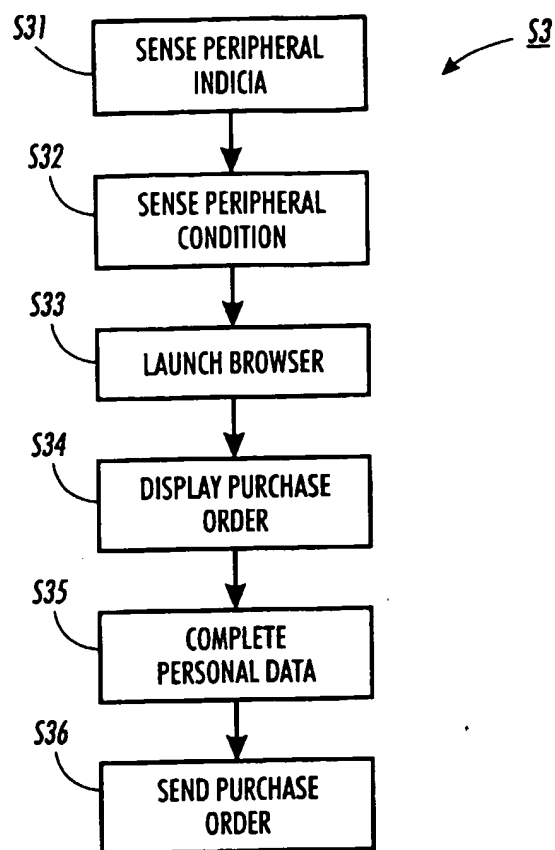 S31
SENSE PERIPHERAL
INDICIA
S3
S32
SENSE PERIPHERAL
CONDITION
S33
LAUNCH BROWSER
S34
DISPLAY PURCHASE
ORDER
S35
COMPLETE
PERSONAL DATA
S36
SEND PURCHASE
ORDER